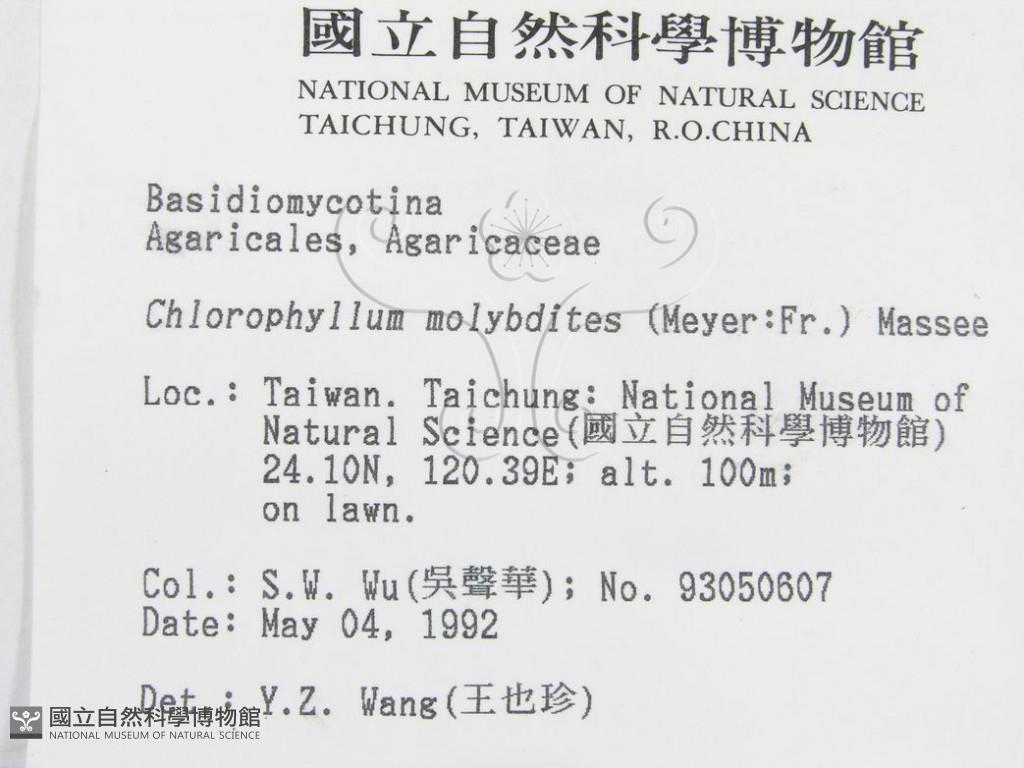 國立自然科學博物館
NATIONAL MUSEUM OF NATURAL SCIENCE
TAICHUNG, TAIWAN, R.O.CHINA
Basidiomycotina
Agaricales, Agaricaceae
Chlorophyllum molybdites (Meyer:Fr.) Massee
Loc.: Taiwan. Taichung: National Museum of
Natural Science(國立自然科學博物館)
24.10N, 120.39E; alt. 100m;
on lawn.
Col.: S.W. Wu(吳聲華); No. 93050607
Date: May 04, 1992
Det.: Y.Z. Wang(王也珍)
國立自然科學博物館
NATIONAL MUSEUM OF NATURAL SCIENCE